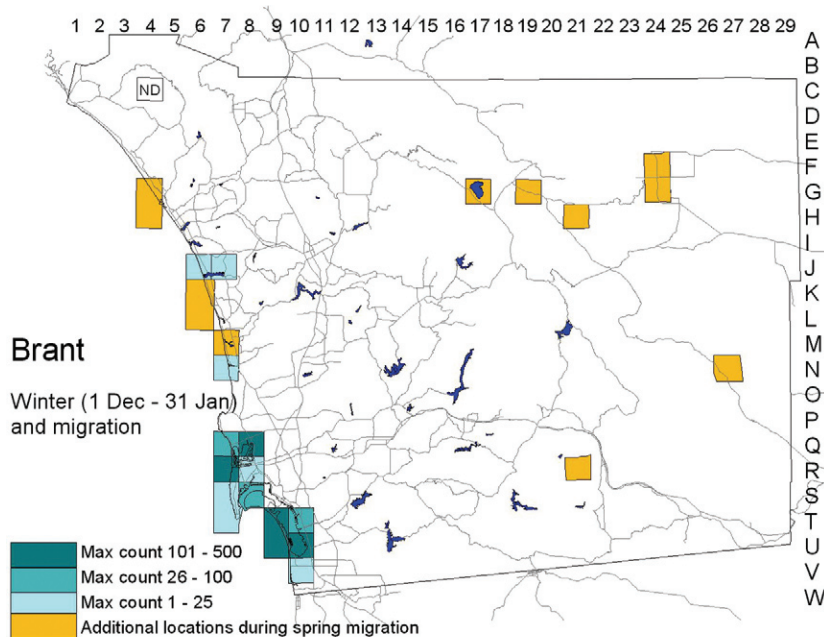 1 2 3 4 5 6 7 8 9 10 11 12 13 14 15 16 17 18 19 20 21 22 23 24 25 26 27 28 29
A
B
C
D
E
F
G
H
I
J
K
L
M
N
O
P
Q
R
S
T
U
V
W
ND
Brant
Winter (1 Dec - 31 Jan)
and migration
Max count 101 - 500
Max count 26 - 100
Max count 1 - 25
Additional locations during spring migration